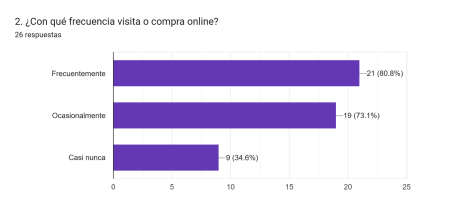 2. ¿Con qué frecuencia visita o compra online?
26 respuestas
Frecuentemente
21 (80.8%)
Ocasionalmente
19 (73.1%)
Casi nunca
9 (34.6%)
0 5 10 15 20 25